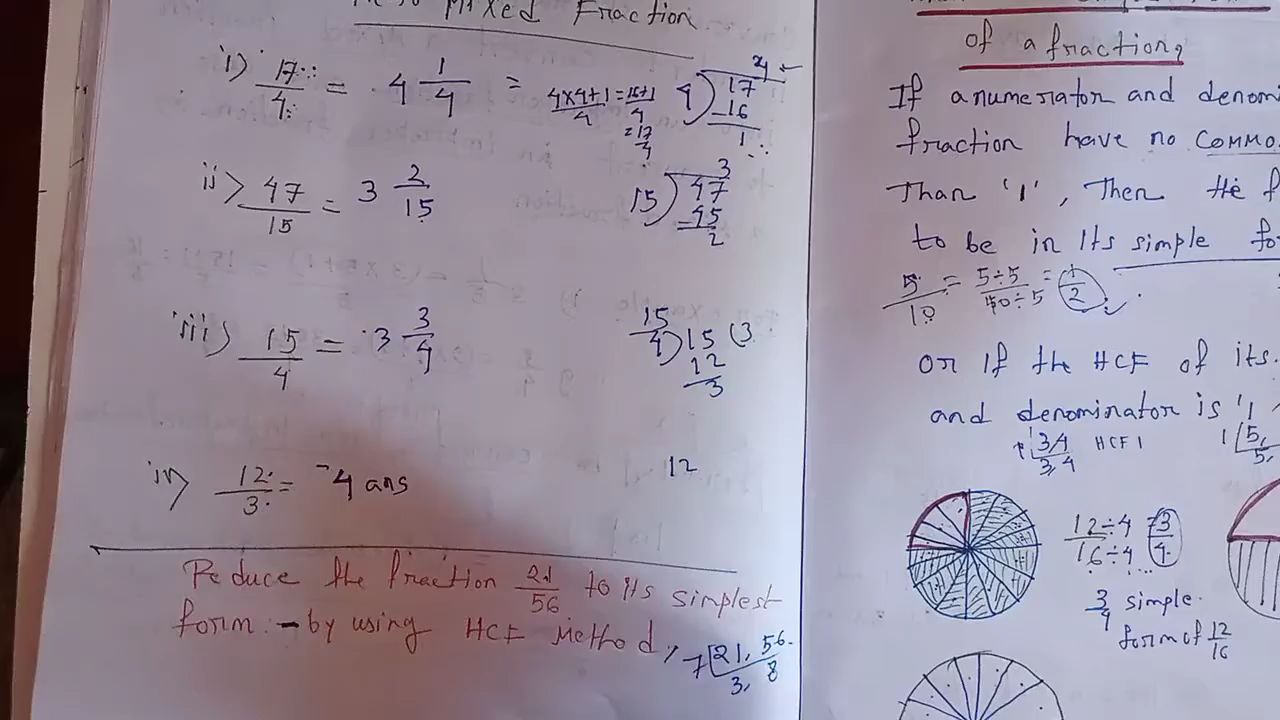 Mixed Fraction
i) 17/4 = 4 1/4 = 4×4+1/4 = 16+1/4 = 17/4
4) 17
-16
1
ii) 47/15 = 3 2/15
3
15) 47
45
2
iii) 15/4 = 3 3/4
15/4) 15 (3
12
3
iv) 12/3 = 4 ans
12
Reduce the fraction 21/56 to its simplest
form - by using HCF Method,
7 21, 56
3, 8
of a fraction,
If a numerator and
fraction have no
Than '1', Then the
to be in Its simple
5/10 = 5÷5/10÷5 = 1/2
or If the HCF of its
and denominator is '1
1 3,4 HCF 1
3,4
1 5,
5,
12÷4/16÷4 = 3/4
3/4 simple
form of 12/16